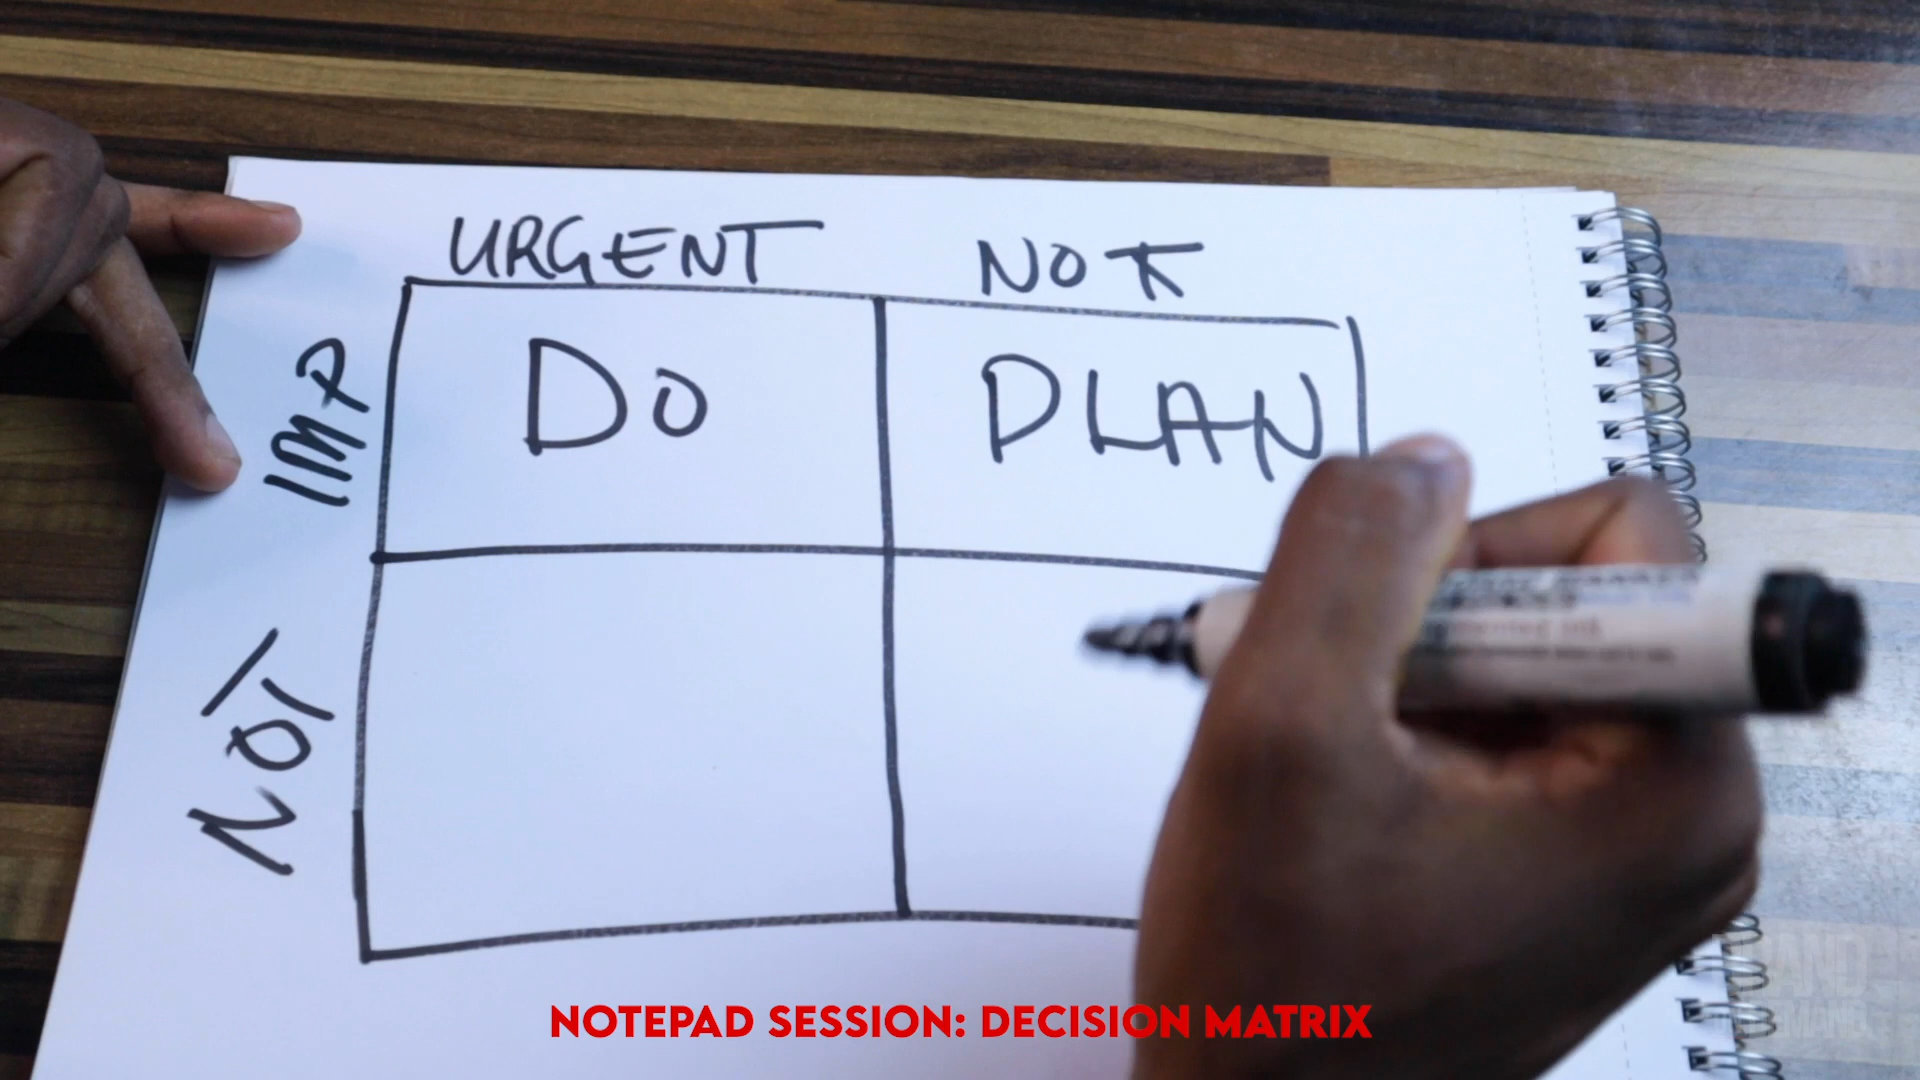 URGENT NOT
IMP DO PLAN
NOT
NOTEPAD SESSION: DECISION MATRIX